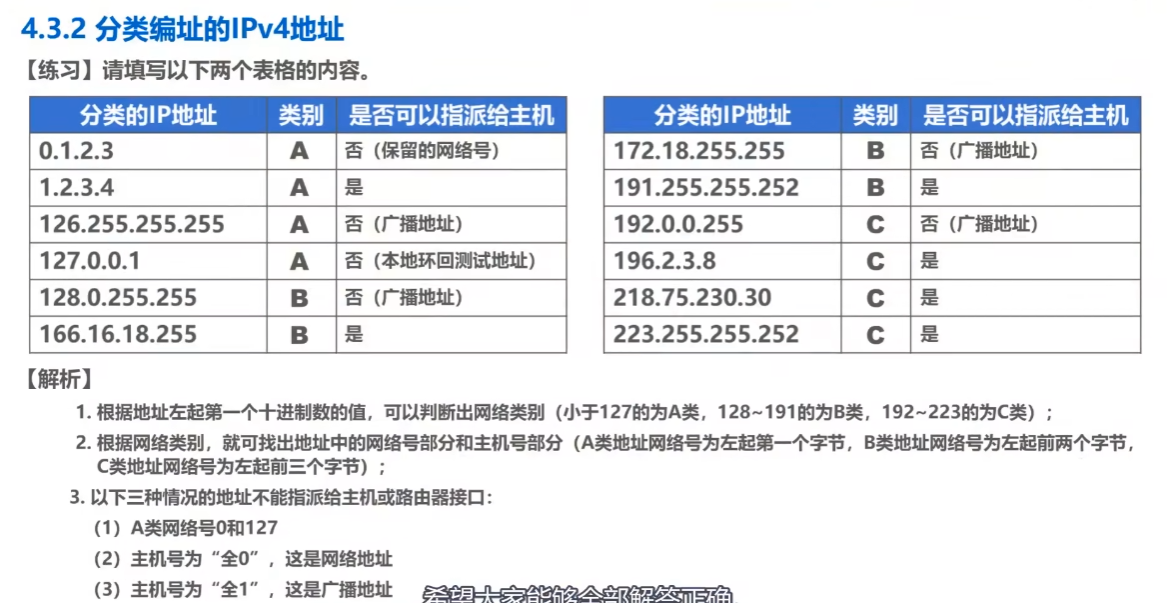 4.3.2 分类编址的IPv4地址
【练习】请填写以下两个表格的内容。
分类的IP地址 类别 是否可以指派给主机
0.1.2.3 A 否（保留的网络号）
1.2.3.4 A 是
126.255.255.255 A 否（广播地址）
127.0.0.1 A 否（本地环回测试地址）
128.0.255.255 B 否（广播地址）
166.16.18.255 B 是
分类的IP地址 类别 是否可以指派给主机
172.18.255.255 B 否（广播地址）
191.255.255.252 B 是
192.0.0.255 C 否（广播地址）
196.2.3.8 C 是
218.75.230.30 C 是
223.255.255.252 C 是
【解析】
1. 根据地址左起第一个十进制数的值，可以判断出网络类别（小于127的为A类，128~191的为B类，192~223的为C类）；
2. 根据网络类别，就可找出地址中的网络号部分和主机号部分（A类地址网络号为左起第一个字节，B类地址网络号为左起前两个字节，
C类地址网络号为左起前三个字节）；
3. 以下三种情况的地址不能指派给主机或路由器接口：
（1）A类网络号0和127
（2）主机号为“全0”，这是网络地址
（3）主机号为“全1”，这是广播地址
希望大家能够全部解答正确